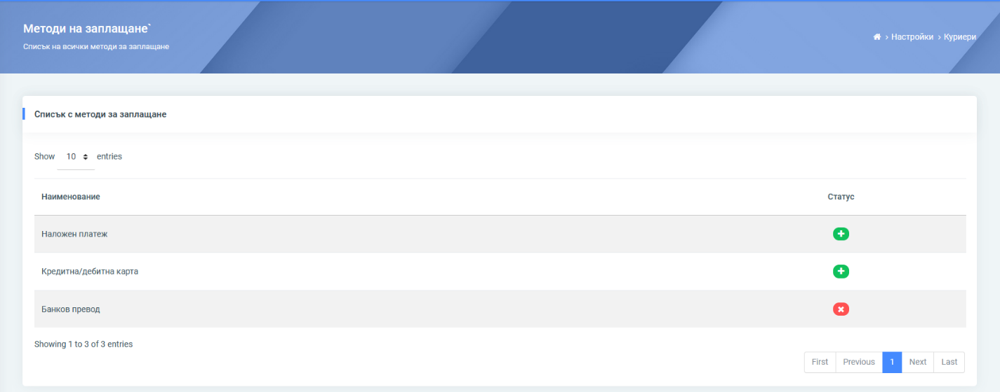 Методи на заплащане`
Списък на всички методи за заплащане
> Настройки > Куриери
Списък с методи за заплащане
Show 10 entries
Наименование Статус
Наложен платеж
Кредитна/дебитна карта
Банков превод
Showing 1 to 3 of 3 entries
First Previous 1 Next Last